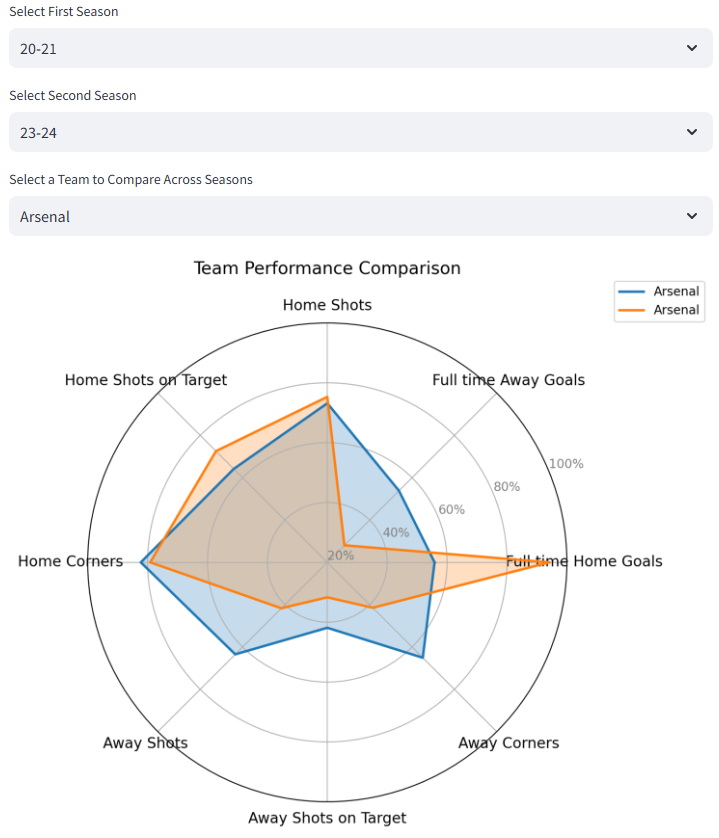 Select First Season
20-21
Select Second Season
23-24
Select a Team to Compare Across Seasons
Arsenal
Team Performance Comparison
Arsenal
Arsenal
Home Shots
Home Shots on Target
Full time Away Goals
100%
80%
60%
40%
20%
Home Corners
Full time Home Goals
Away Shots
Away Corners
Away Shots on Target